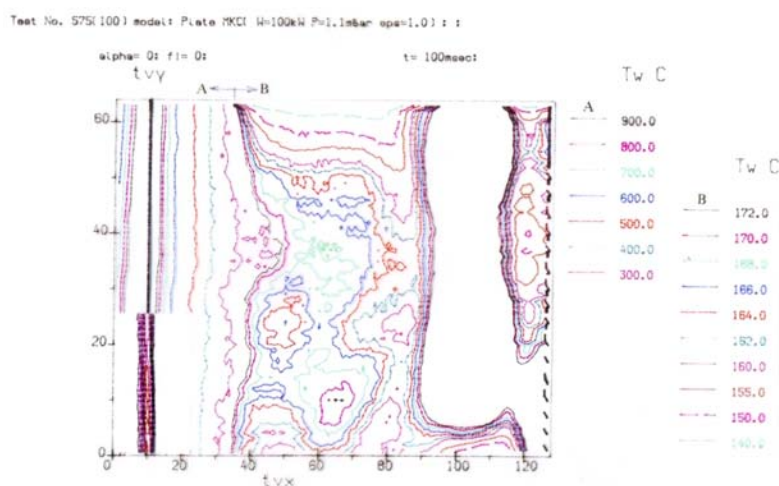 Test No. 575(100) model: Plate MKC( W=100kW P=1.1mbar eps=1.0) : :
alpha= 0: fi= 0:
t= 100msec:
tvy
A
B
Tw C
A
900.0
800.0
700.0
600.0
500.0
400.0
300.0
Tw C
B
172.0
170.0
168.0
166.0
164.0
162.0
160.0
155.0
150.0
140.0
60
40
20
0
0
20
40
60
80
100
120
tvx